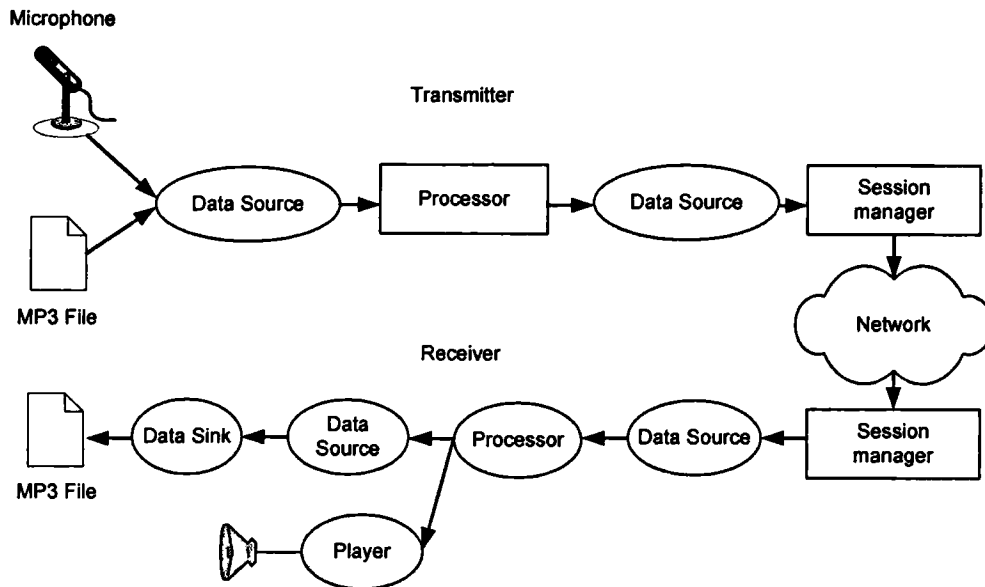 Microphone
Transmitter
Data Source
Processor
Data Source
Session
manager
MP3 File
Network
Receiver
Data Sink
Data
Source
Processor
Data Source
Session
manager
MP3 File
Player